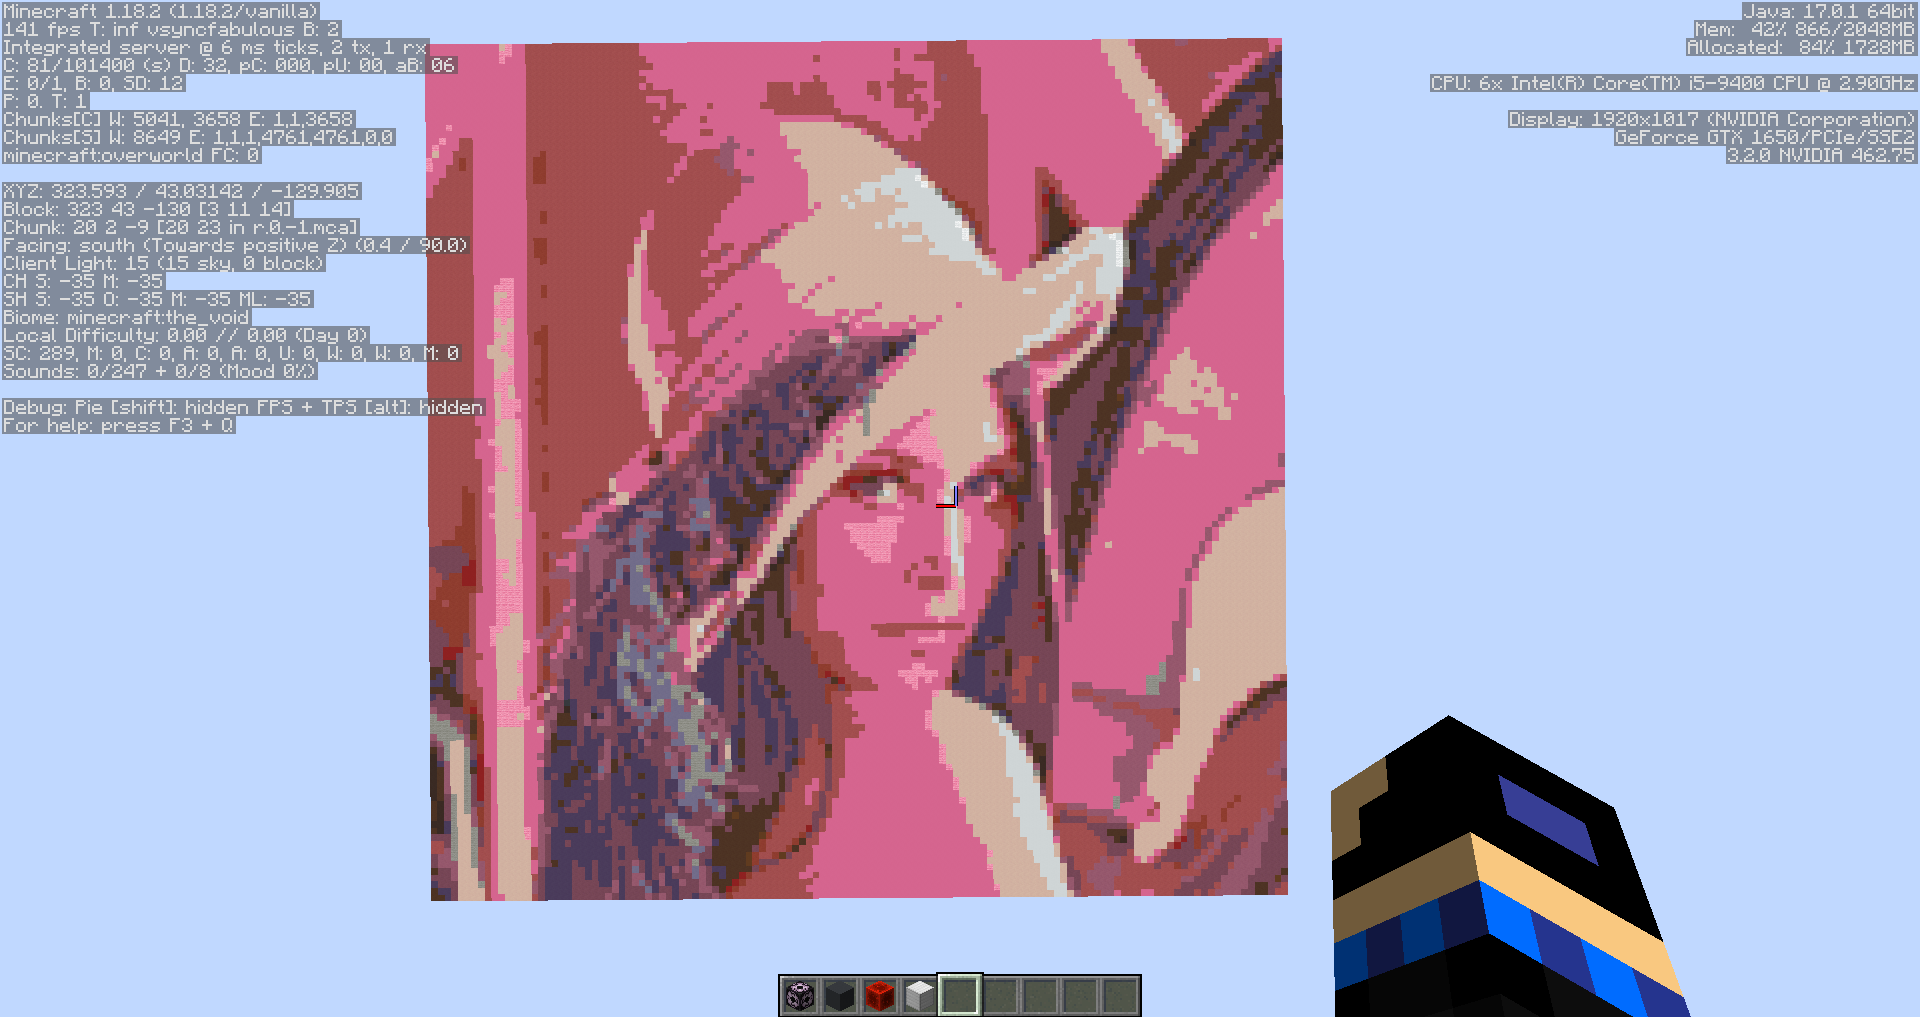 Minecraft 1.18.2 (1.18.2/vanilla)
141 fps T: inf vsyncfabulous B: 2
Integrated server @ 6 ms ticks, 2 tx, 1 rx
C: 81/101400 (s) D: 32, pC: 000, pU: 00, aB: 06
E: 0/1, B: 0, SD: 12
P: 0. T: 1
Chunks[C] W: 5041, 3658 E: 1,1,3658
Chunks[S] W: 8649 E: 1,1,1,4761,4761,0,0
minecraft:overworld FC: 0
XYZ: 323.593 / 43.03142 / -129.905
Block: 323 43 -130 [3 11 14]
Chunk: 20 2 -9 [20 23 in r.0.-1.mca]
Facing: south (Towards positive Z) (0.4 / 90.0)
Client Light: 15 (15 sky, 0 block)
CH S: -35 M: -35
SH S: -35 O: -35 M: -35 ML: -35
Biome: minecraft:the_void
Local Difficulty: 0.00 // 0.00 (Day 0)
SC: 289, M: 0, C: 0, A: 0, A: 0, U: 0, W: 0, W: 0, M: 0
Sounds: 0/247 + 0/8 (Mood 0%)
Debug: Pie [shift]: hidden FPS + TPS [alt]: hidden
For help: press F3 + Q
Java: 17.0.1 64bit
Mem: 42% 866/2048MB
Allocated: 84% 1728MB
CPU: 6x Intel(R) Core(TM) i5-9400 CPU @ 2.90GHz
Display: 1920x1017 (NVIDIA Corporation)
GeForce GTX 1650/PCIe/SSE2
3.2.0 NVIDIA 462.75